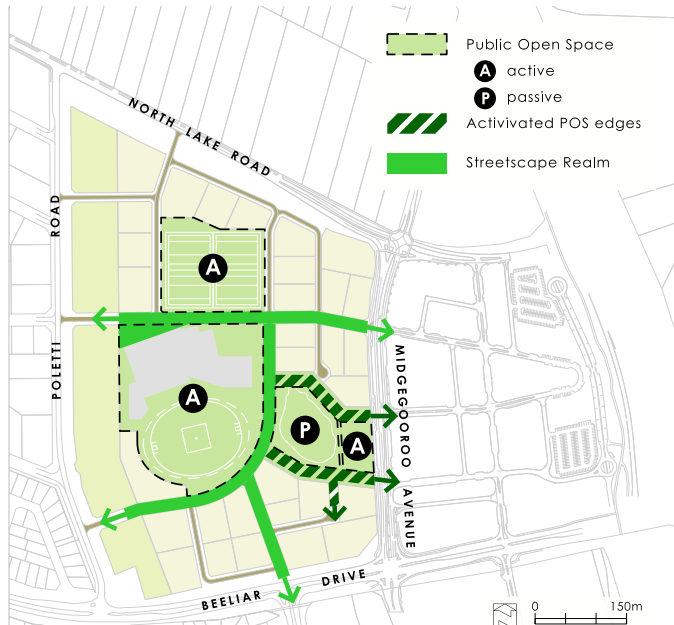 Public Open Space
A active
P passive
Activivated POS edges
Streetscape Realm
NORTH LAKE ROAD
POLETTI ROAD
A
A
P
A
MIDGEGOOROO AVENUE
BEELIAR DRIVE
0 150m